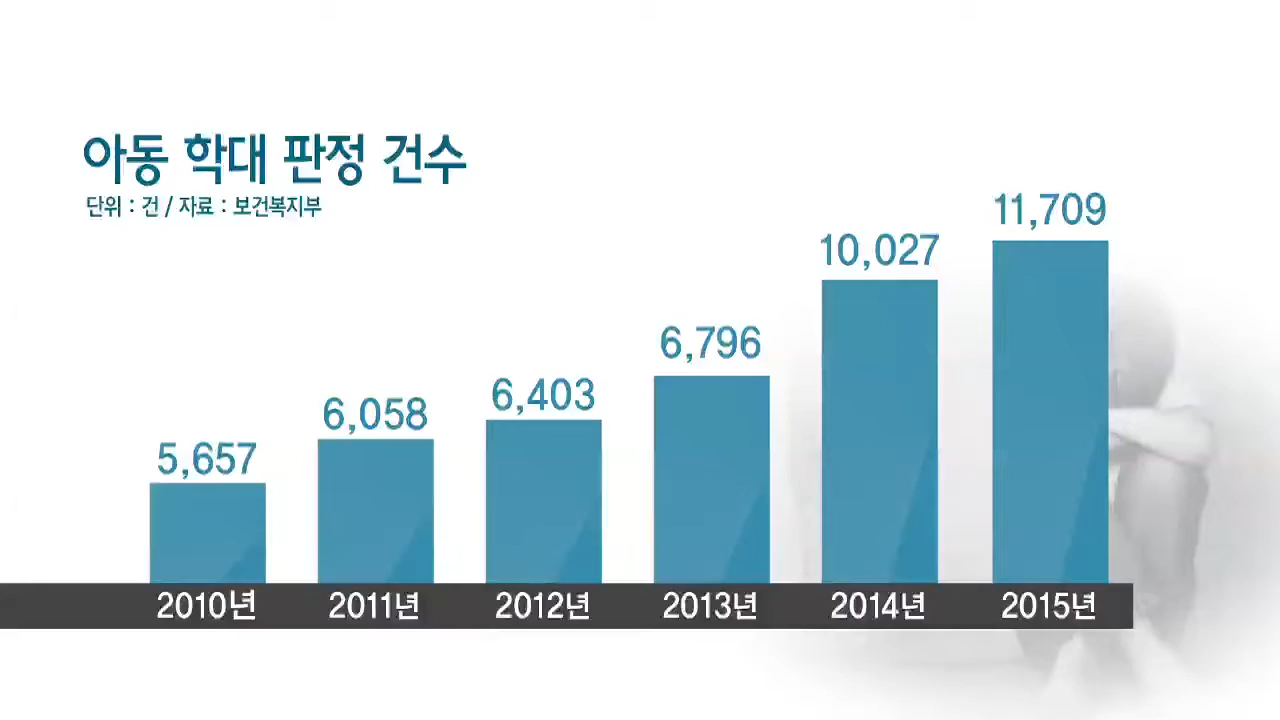 아동 학대 판정 건수
단위 : 건 / 자료 : 보건복지부
5,657
6,058
6,403
6,796
10,027
11,709
2010년
2011년
2012년
2013년
2014년
2015년